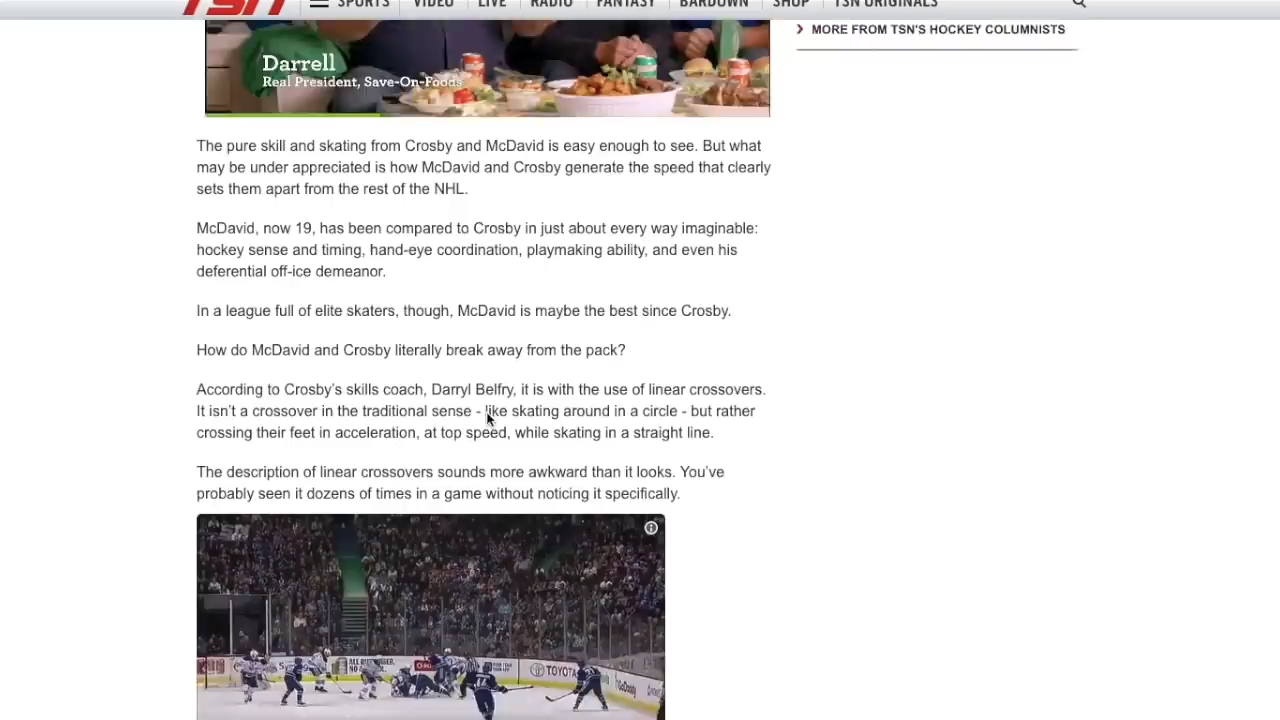 TSN
SPORTS VIDEO LIVE RADIO FANTASY BARDOWN SHOP TSN ORIGINALS
MORE FROM TSN'S HOCKEY COLUMNISTS
Darrell
Real President, Save-On-Foods
The pure skill and skating from Crosby and McDavid is easy enough to see. But what
may be under appreciated is how McDavid and Crosby generate the speed that clearly
sets them apart from the rest of the NHL.
McDavid, now 19, has been compared to Crosby in just about every way imaginable:
hockey sense and timing, hand-eye coordination, playmaking ability, and even his
deferential off-ice demeanor.
In a league full of elite skaters, though, McDavid is maybe the best since Crosby.
How do McDavid and Crosby literally break away from the pack?
According to Crosby’s skills coach, Darryl Belfry, it is with the use of linear crossovers.
It isn’t a crossover in the traditional sense - like skating around in a circle - but rather
crossing their feet in acceleration, at top speed, while skating in a straight line.
The description of linear crossovers sounds more awkward than it looks. You’ve
probably seen it dozens of times in a game without noticing it specifically.
TOYOTA
GoDaddy